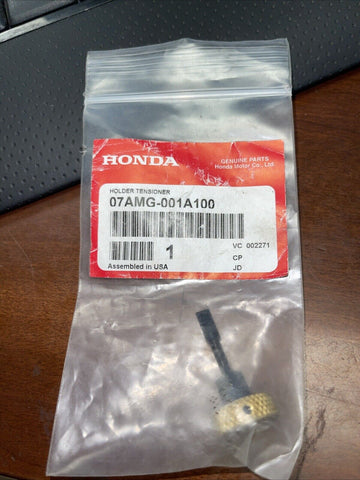 HONDA
GENUINE PARTS
Honda Motor Co., Ltd.
HOLDER TENSIONER
07AMG-001A100
1
VC 002271
CP
Assembled in USA
JD